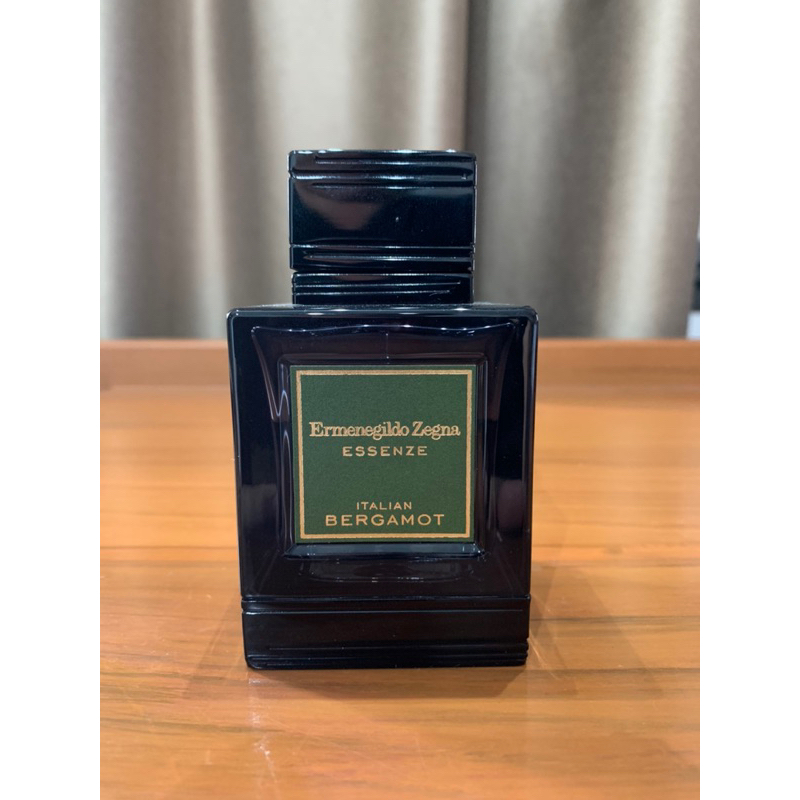 Ermenegildo Zegna
ESSENZE
ITALIAN
BERGAMOT